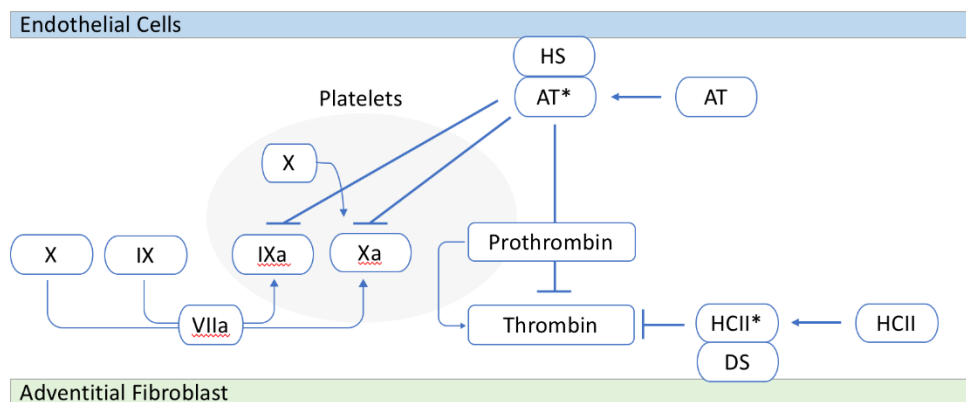 Endothelial Cells
HS
Platelets
AT*
AT
X
Prothrombin
X
IX
IXa
Xa
VIIa
Thrombin
HCII*
HCII
DS
Adventitial Fibroblast